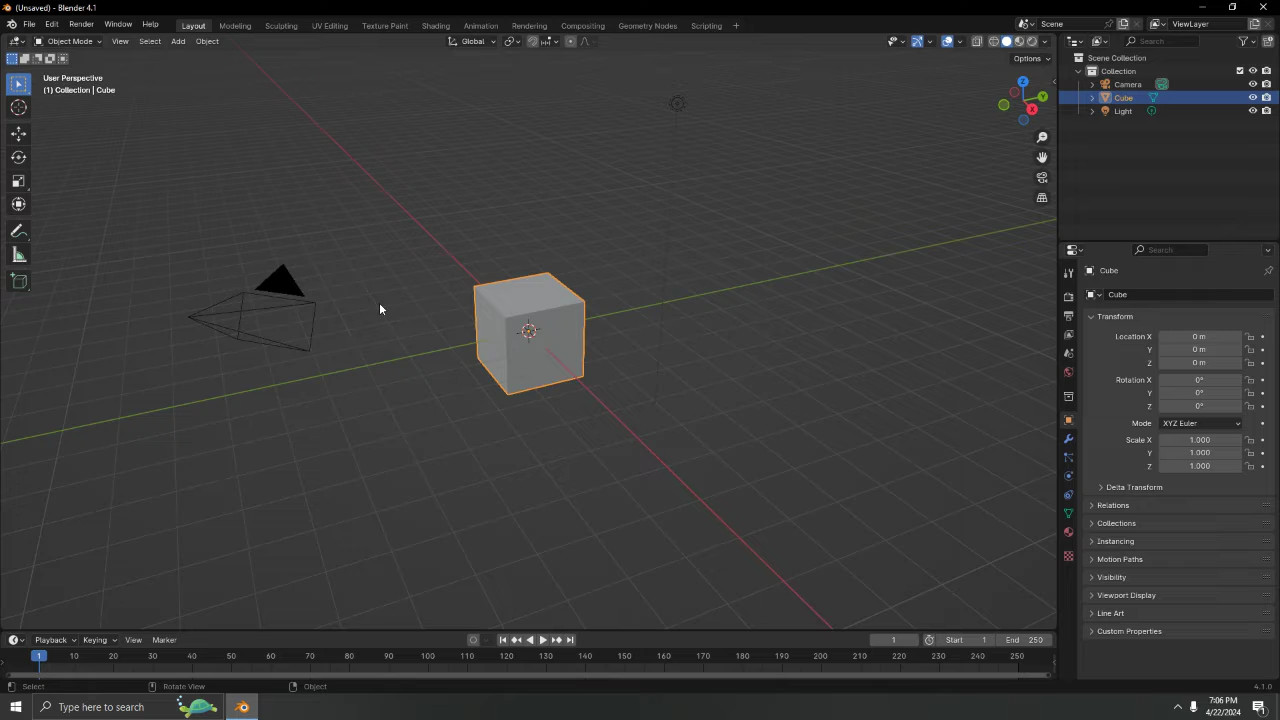 (Unsaved) - Blender 4.1
File Edit Render Window Help Layout Modeling Sculpting UV Editing Texture Paint Shading Animation Rendering Compositing Geometry Nodes Scripting + Scene ViewLayer
Object Mode View Select Add Object Global Search
Options
User Perspective
(1) Collection | Cube
Scene Collection
Collection
Camera
Cube
Light
Z
Y
X
Search
Cube
Cube
Transform
Location X 0 m
Y 0 m
Z 0 m
Rotation X 0°
Y 0°
Z 0°
Mode XYZ Euler
Scale X 1.000
Y 1.000
Z 1.000
Delta Transform
Relations
Collections
Instancing
Motion Paths
Visibility
Viewport Display
Line Art
Custom Properties
Playback Keying View Marker 1 Start 1 End 250
1 10 20 30 40 50 60 70 80 90 100 110 120 130 140 150 160 170 180 190 200 210 220 230 240 250
Select Rotate View Object 4.1.0
Type here to search
7:06 PM
4/22/2024
1